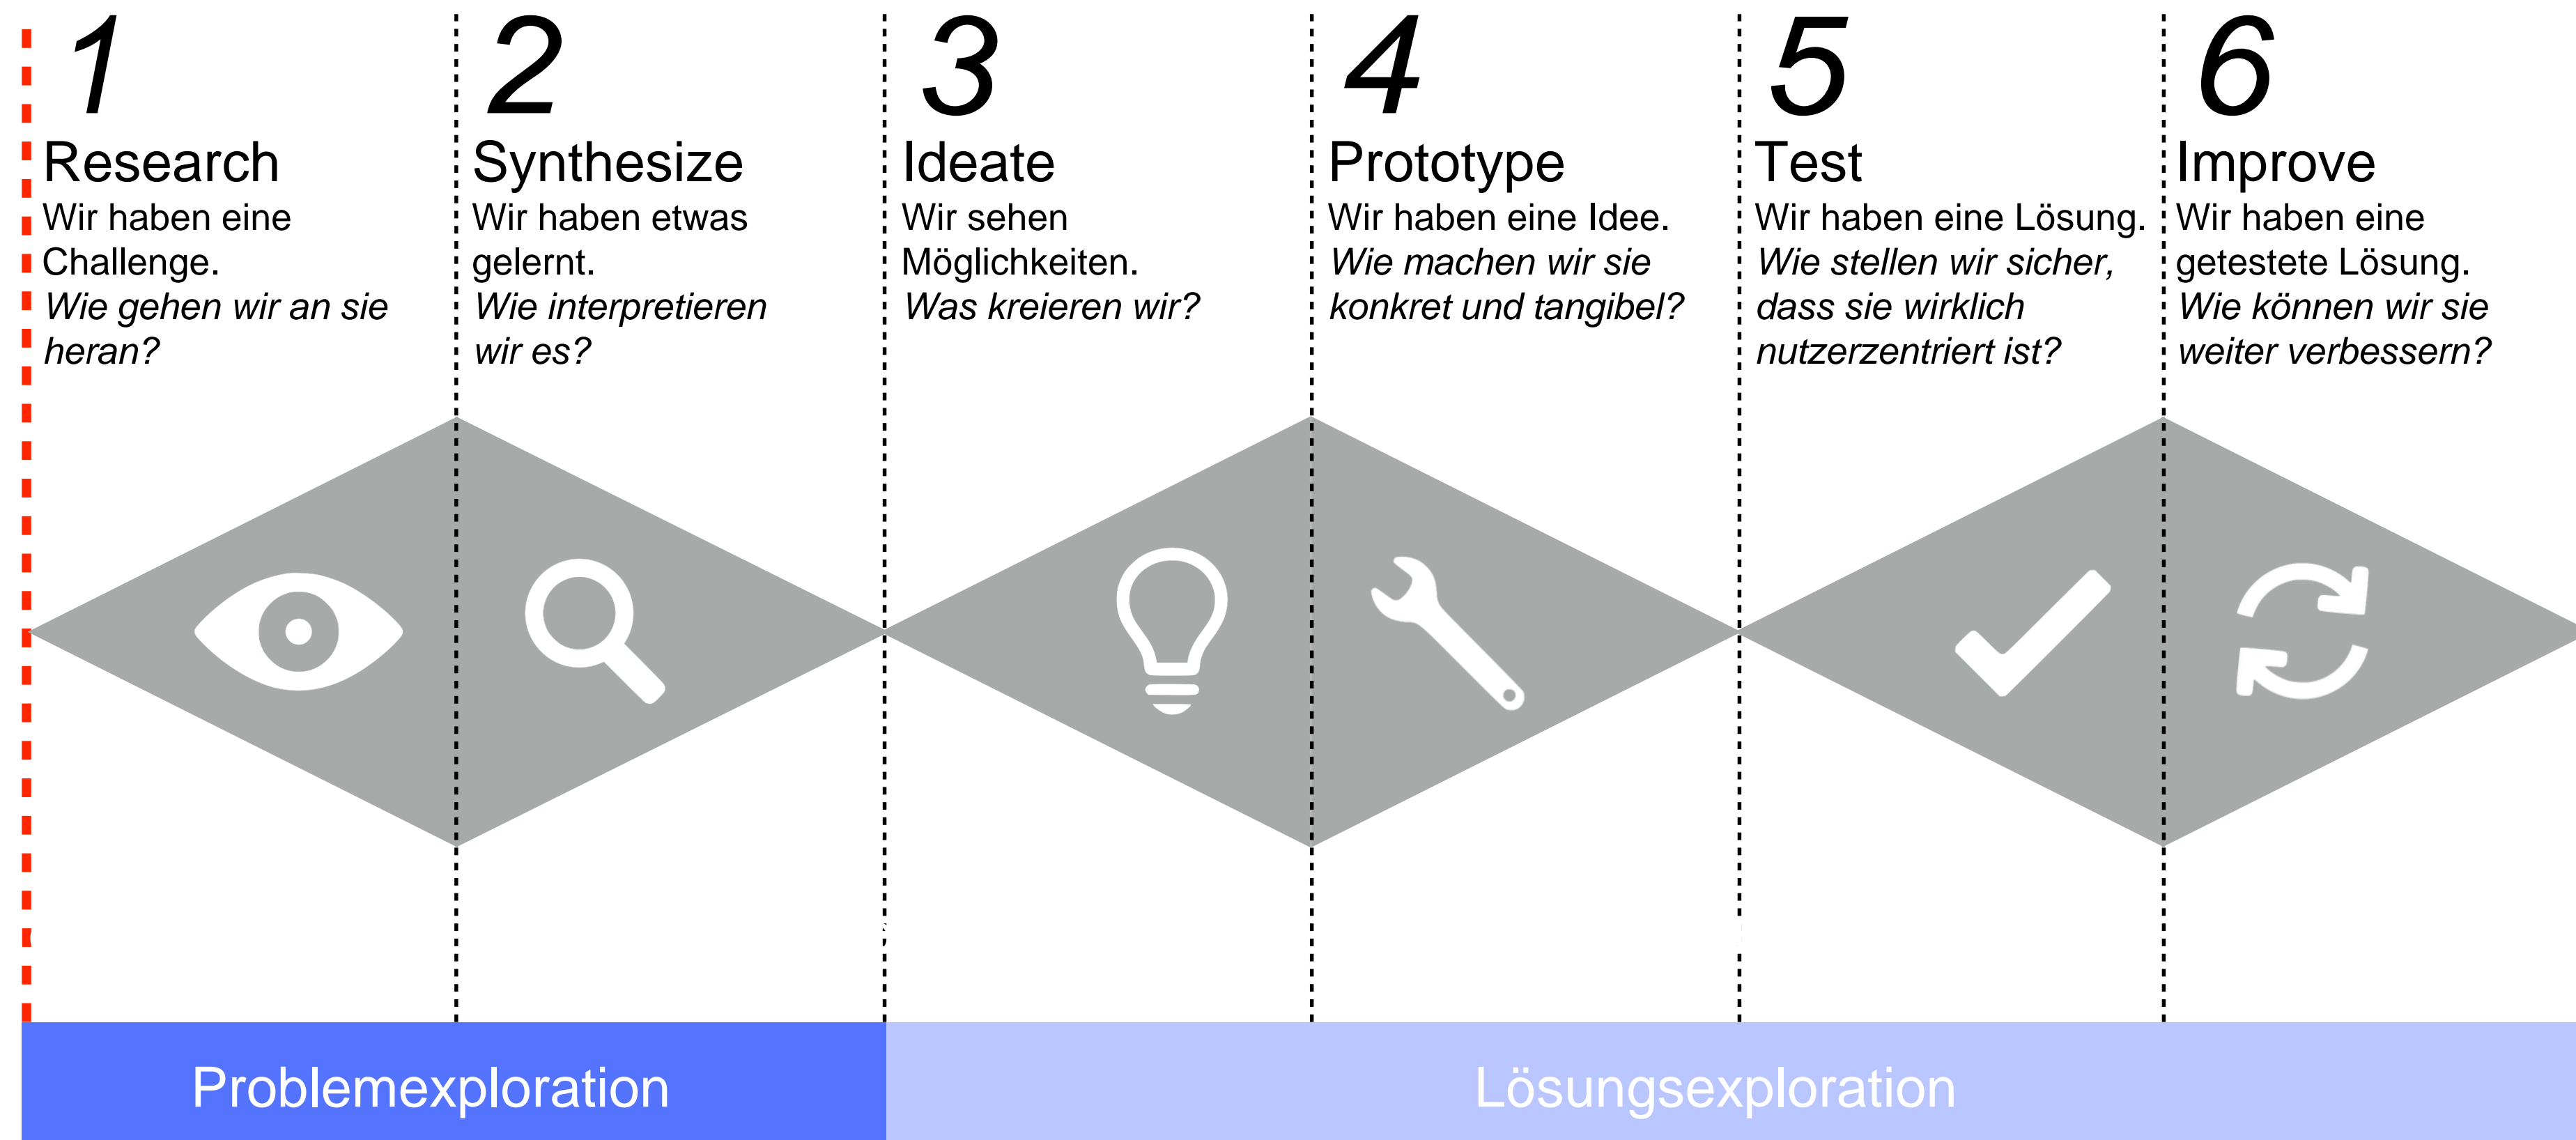 1
Research
Wir haben eine
Challenge.
Wie gehen wir an sie
heran?
2
Synthesize
Wir haben etwas
gelernt.
Wie interpretieren
wir es?
3
Ideate
Wir sehen
Möglichkeiten.
Was kreieren wir?
4
Prototype
Wir haben eine Idee.
Wie machen wir sie
konkret und tangibel?
5
Test
Wir haben eine Lösung.
Wie stellen wir sicher,
dass sie wirklich
nutzerzentriert ist?
6
Improve
Wir haben eine
getestete Lösung.
Wie können wir sie
weiter verbessern?
Problemexploration
Lösungsexploration